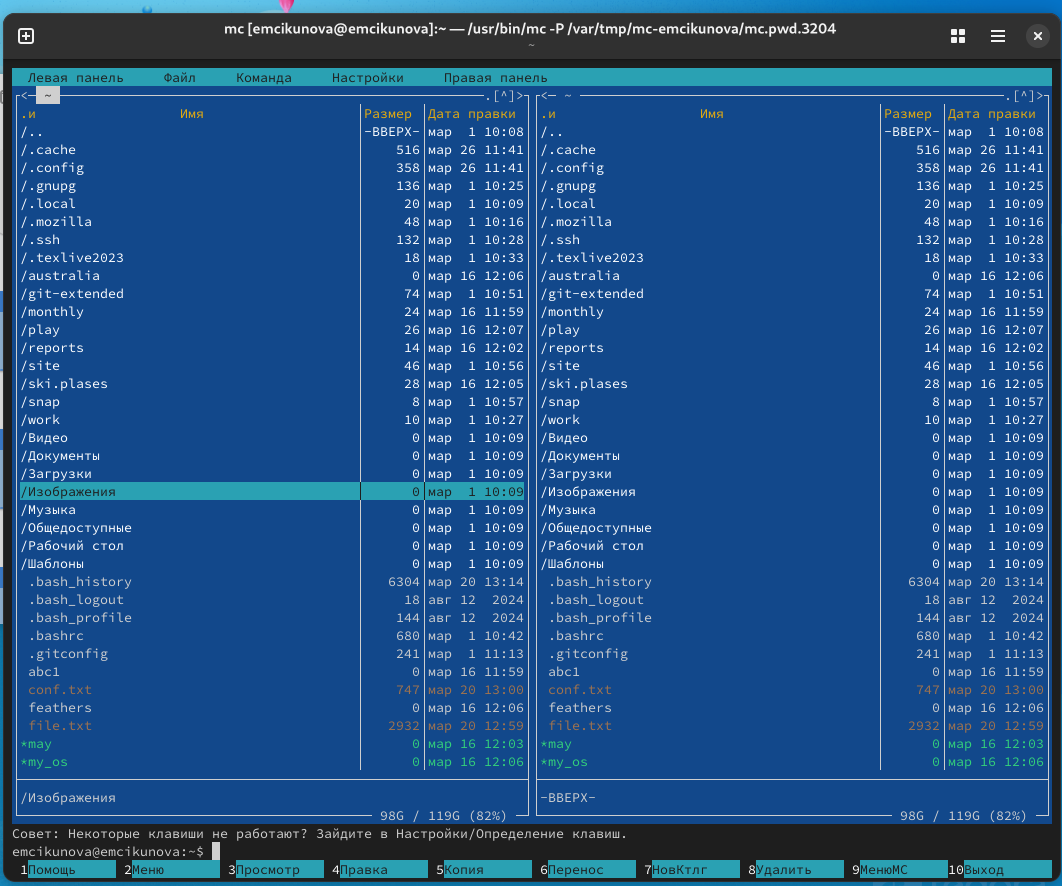 mc [emcikunova@emcikunova]:~ — /usr/bin/mc -P /var/tmp/mc-emcikunova/mc.pwd.3204
~
Левая панель Файл Команда Настройки Правая панель
<— ~ .[^]> <— ~ .[^]>
.и Имя Размер Дата правки .и Имя Размер Дата правки
/.. -ВВЕРХ- мар 1 10:08 /.. -ВВЕРХ- мар 1 10:08
/.cache 516 мар 26 11:41 /.cache 516 мар 26 11:41
/.config 358 мар 26 11:41 /.config 358 мар 26 11:41
/.gnupg 136 мар 1 10:25 /.gnupg 136 мар 1 10:25
/.local 20 мар 1 10:09 /.local 20 мар 1 10:09
/.mozilla 48 мар 1 10:16 /.mozilla 48 мар 1 10:16
/.ssh 132 мар 1 10:28 /.ssh 132 мар 1 10:28
/.texlive2023 18 мар 1 10:33 /.texlive2023 18 мар 1 10:33
/australia 0 мар 16 12:06 /australia 0 мар 16 12:06
/git-extended 74 мар 1 10:51 /git-extended 74 мар 1 10:51
/monthly 24 мар 16 11:59 /monthly 24 мар 16 11:59
/play 26 мар 16 12:07 /play 26 мар 16 12:07
/reports 14 мар 16 12:02 /reports 14 мар 16 12:02
/site 46 мар 1 10:56 /site 46 мар 1 10:56
/ski.plases 28 мар 16 12:05 /ski.plases 28 мар 16 12:05
/snap 8 мар 1 10:57 /snap 8 мар 1 10:57
/work 10 мар 1 10:27 /work 10 мар 1 10:27
/Видео 0 мар 1 10:09 /Видео 0 мар 1 10:09
/Документы 0 мар 1 10:09 /Документы 0 мар 1 10:09
/Загрузки 0 мар 1 10:09 /Загрузки 0 мар 1 10:09
/Изображения 0 мар 1 10:09 /Изображения 0 мар 1 10:09
/Музыка 0 мар 1 10:09 /Музыка 0 мар 1 10:09
/Общедоступные 0 мар 1 10:09 /Общедоступные 0 мар 1 10:09
/Рабочий стол 0 мар 1 10:09 /Рабочий стол 0 мар 1 10:09
/Шаблоны 0 мар 1 10:09 /Шаблоны 0 мар 1 10:09
.bash_history 6304 мар 20 13:14 .bash_history 6304 мар 20 13:14
.bash_logout 18 авг 12 2024 .bash_logout 18 авг 12 2024
.bash_profile 144 авг 12 2024 .bash_profile 144 авг 12 2024
.bashrc 680 мар 1 10:42 .bashrc 680 мар 1 10:42
.gitconfig 241 мар 1 11:13 .gitconfig 241 мар 1 11:13
abc1 0 мар 16 11:59 abc1 0 мар 16 11:59
conf.txt 747 мар 20 13:00 conf.txt 747 мар 20 13:00
feathers 0 мар 16 12:06 feathers 0 мар 16 12:06
file.txt 2932 мар 20 12:59 file.txt 2932 мар 20 12:59
*may 0 мар 16 12:03 *may 0 мар 16 12:03
*my_os 0 мар 16 12:06 *my_os 0 мар 16 12:06
/Изображения -ВВЕРХ-
98G / 119G (82%) 98G / 119G (82%)
Совет: Некоторые клавиши не работают? Зайдите в Настройки/Определение клавиш.
emcikunova@emcikunova:~$
1Помощь 2Меню 3Просмотр 4Правка 5Копия 6Перенос 7НовКтлг 8Удалить 9МенюMC 10Выход